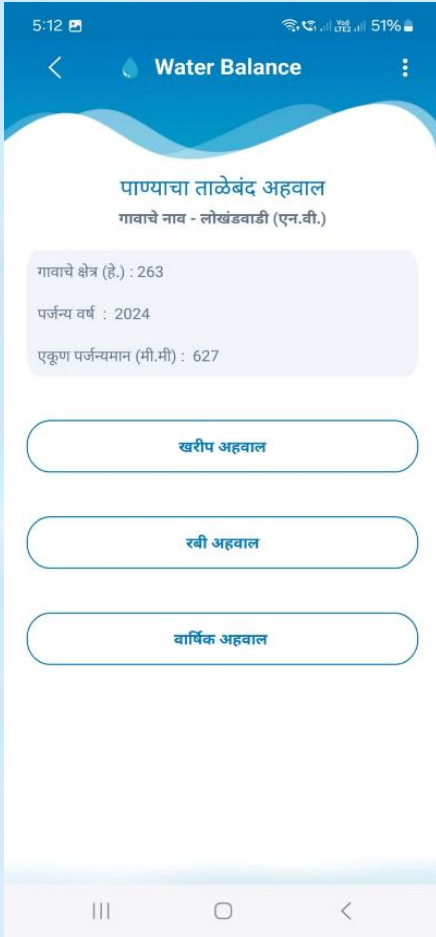 5:12 51%
Water Balance
पाण्याचा ताळेबंद अहवाल
गावाचे नाव - लोखंडवाडी (एन.वी.)
गावाचे क्षेत्र (हे.) : 263
पर्जन्य वर्ष : 2024
एकूण पर्जन्यमान (मी.मी) : 627
खरीप अहवाल
रबी अहवाल
वार्षिक अहवाल